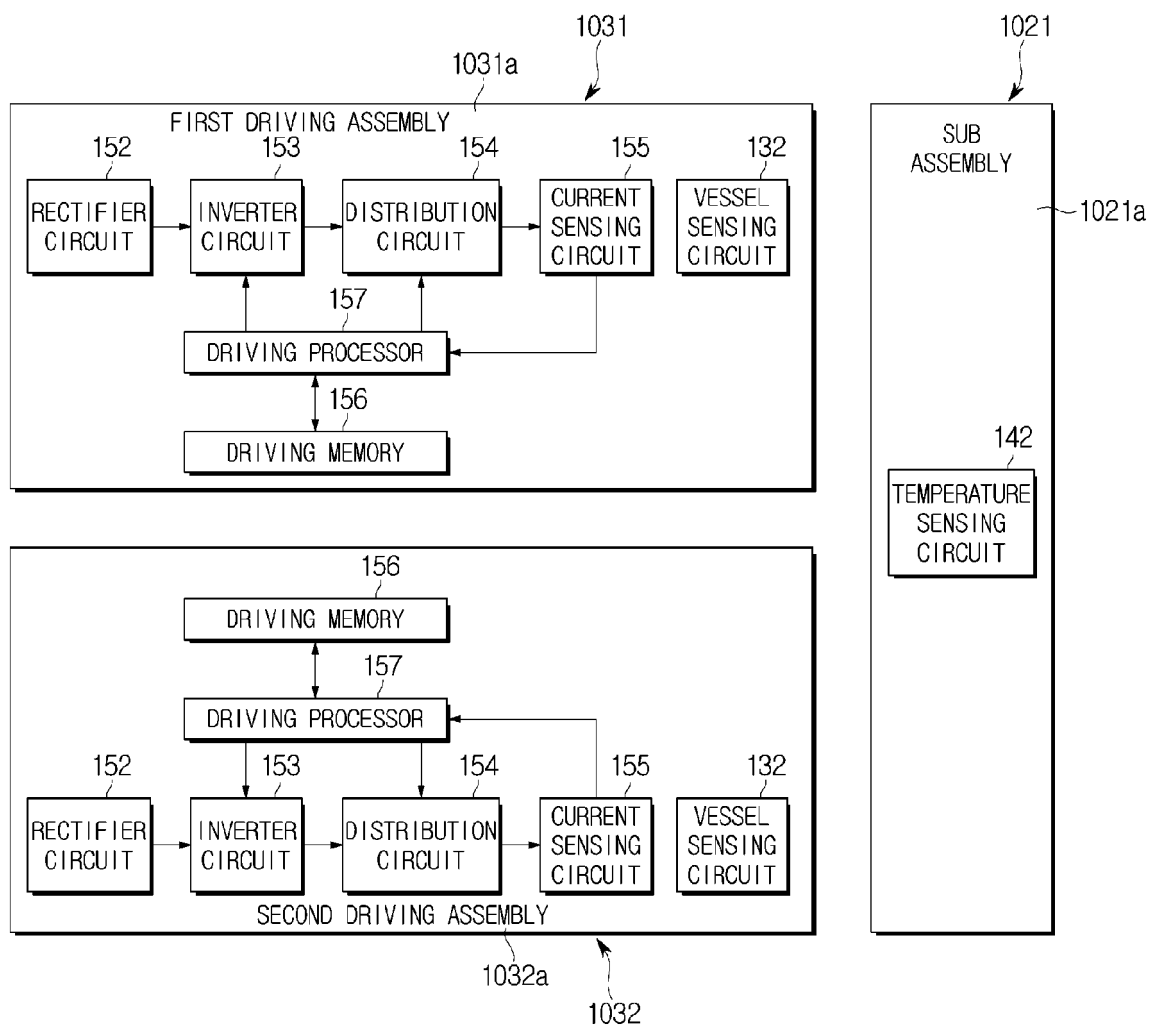 1031
1021
1031a
FIRST DRIVING ASSEMBLY
152
153
154
155
132
RECTIFIER
CIRCUIT
INVERTER
CIRCUIT
DISTRIBUTION
CIRCUIT
CURRENT
SENSING
CIRCUIT
VESSEL
SENSING
CIRCUIT
157
DRIVING PROCESSOR
156
DRIVING MEMORY
SUB
ASSEMBLY
1021a
142
TEMPERATURE
SENSING
CIRCUIT
156
DRIVING MEMORY
157
DRIVING PROCESSOR
152
153
154
155
132
RECTIFIER
CIRCUIT
INVERTER
CIRCUIT
DISTRIBUTION
CIRCUIT
CURRENT
SENSING
CIRCUIT
VESSEL
SENSING
CIRCUIT
SECOND DRIVING ASSEMBLY
1032a
1032